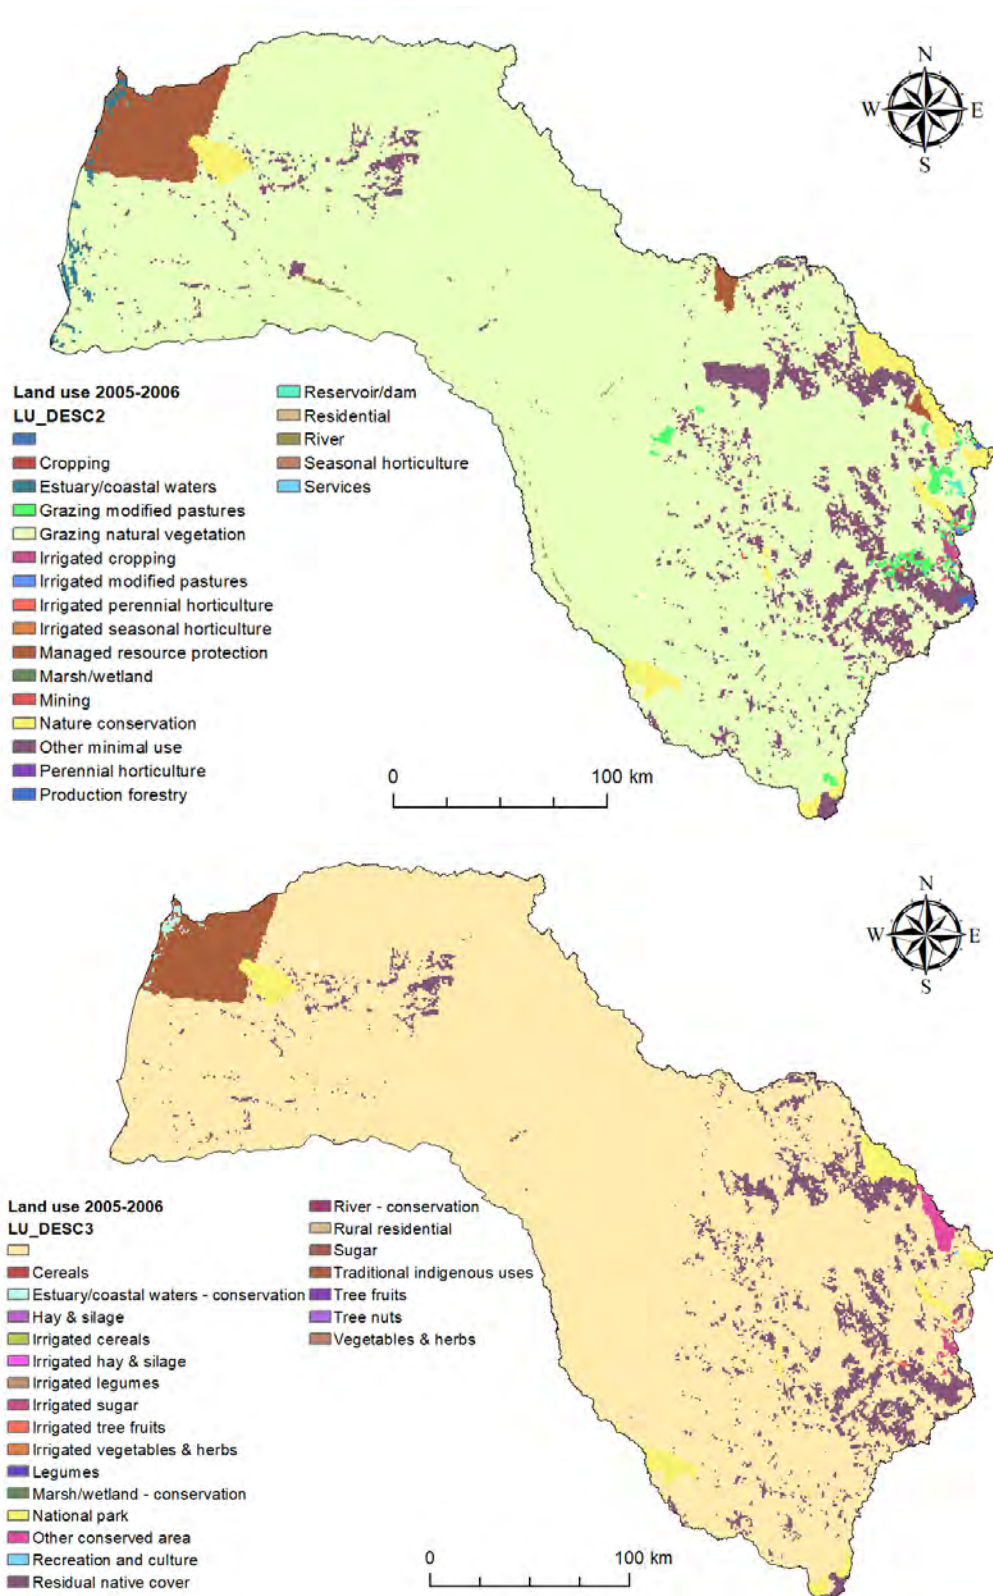 N
W E
S
Land use 2005-2006
LU_DESC2
Cropping
Estuary/coastal waters
Grazing modified pastures
Grazing natural vegetation
Irrigated cropping
Irrigated modified pastures
Irrigated perennial horticulture
Irrigated seasonal horticulture
Managed resource protection
Marsh/wetland
Mining
Nature conservation
Other minimal use
Perennial horticulture
Production forestry
Reservoir/dam
Residential
River
Seasonal horticulture
Services
0 100 km
N
W E
S
Land use 2005-2006
LU_DESC3
Cereals
Estuary/coastal waters - conservation
Hay & silage
Irrigated cereals
Irrigated hay & silage
Irrigated legumes
Irrigated sugar
Irrigated tree fruits
Irrigated vegetables & herbs
Legumes
Marsh/wetland - conservation
National park
Other conserved area
Recreation and culture
Residual native cover
River - conservation
Rural residential
Sugar
Traditional indigenous uses
Tree fruits
Tree nuts
Vegetables & herbs
0 100 km